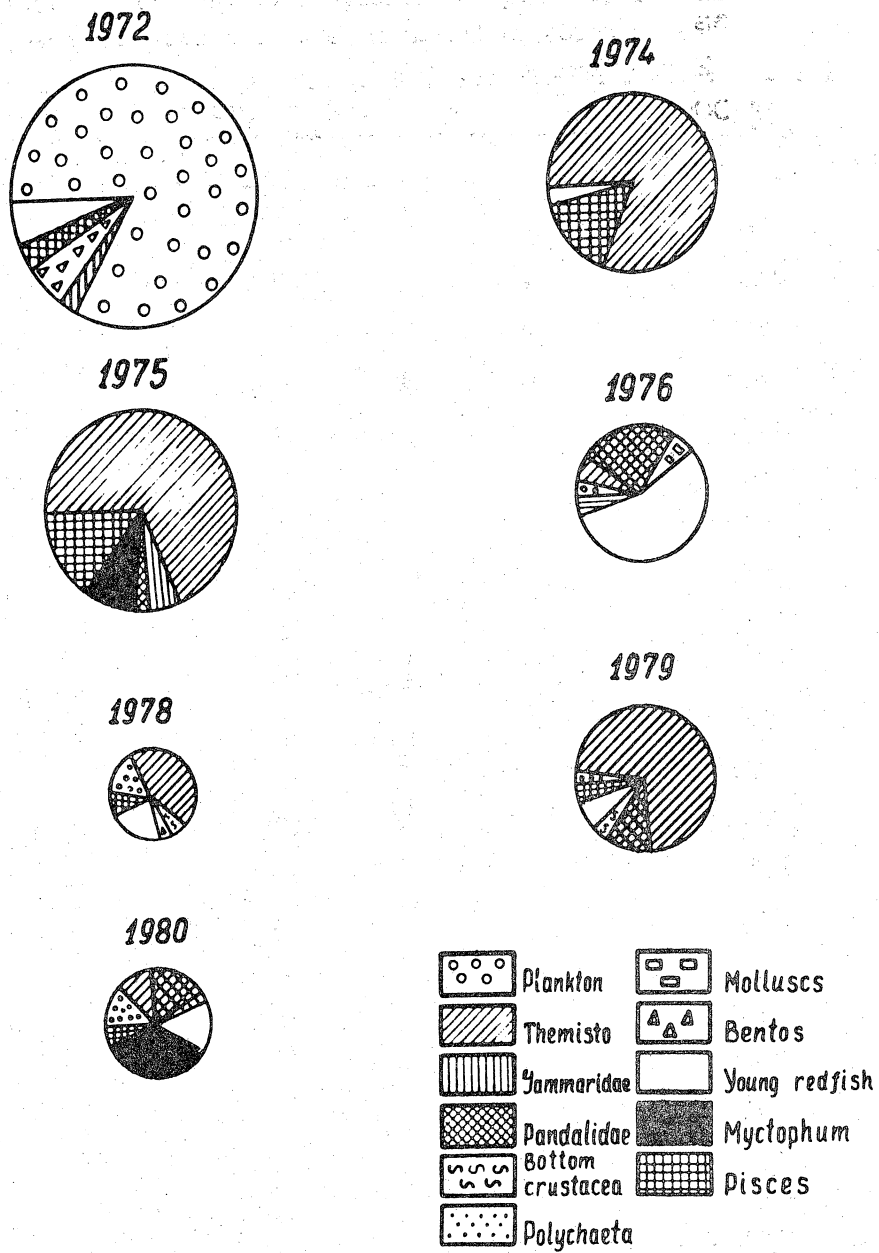 1972
1974
1975
1976
1978
1979
1980
Plankton
Themisto
Yammaridae
Pandalidae
Bottom
crustacea
Polychaeta
Molluscs
Bentos
Young redfish
Myctophum
Pisces